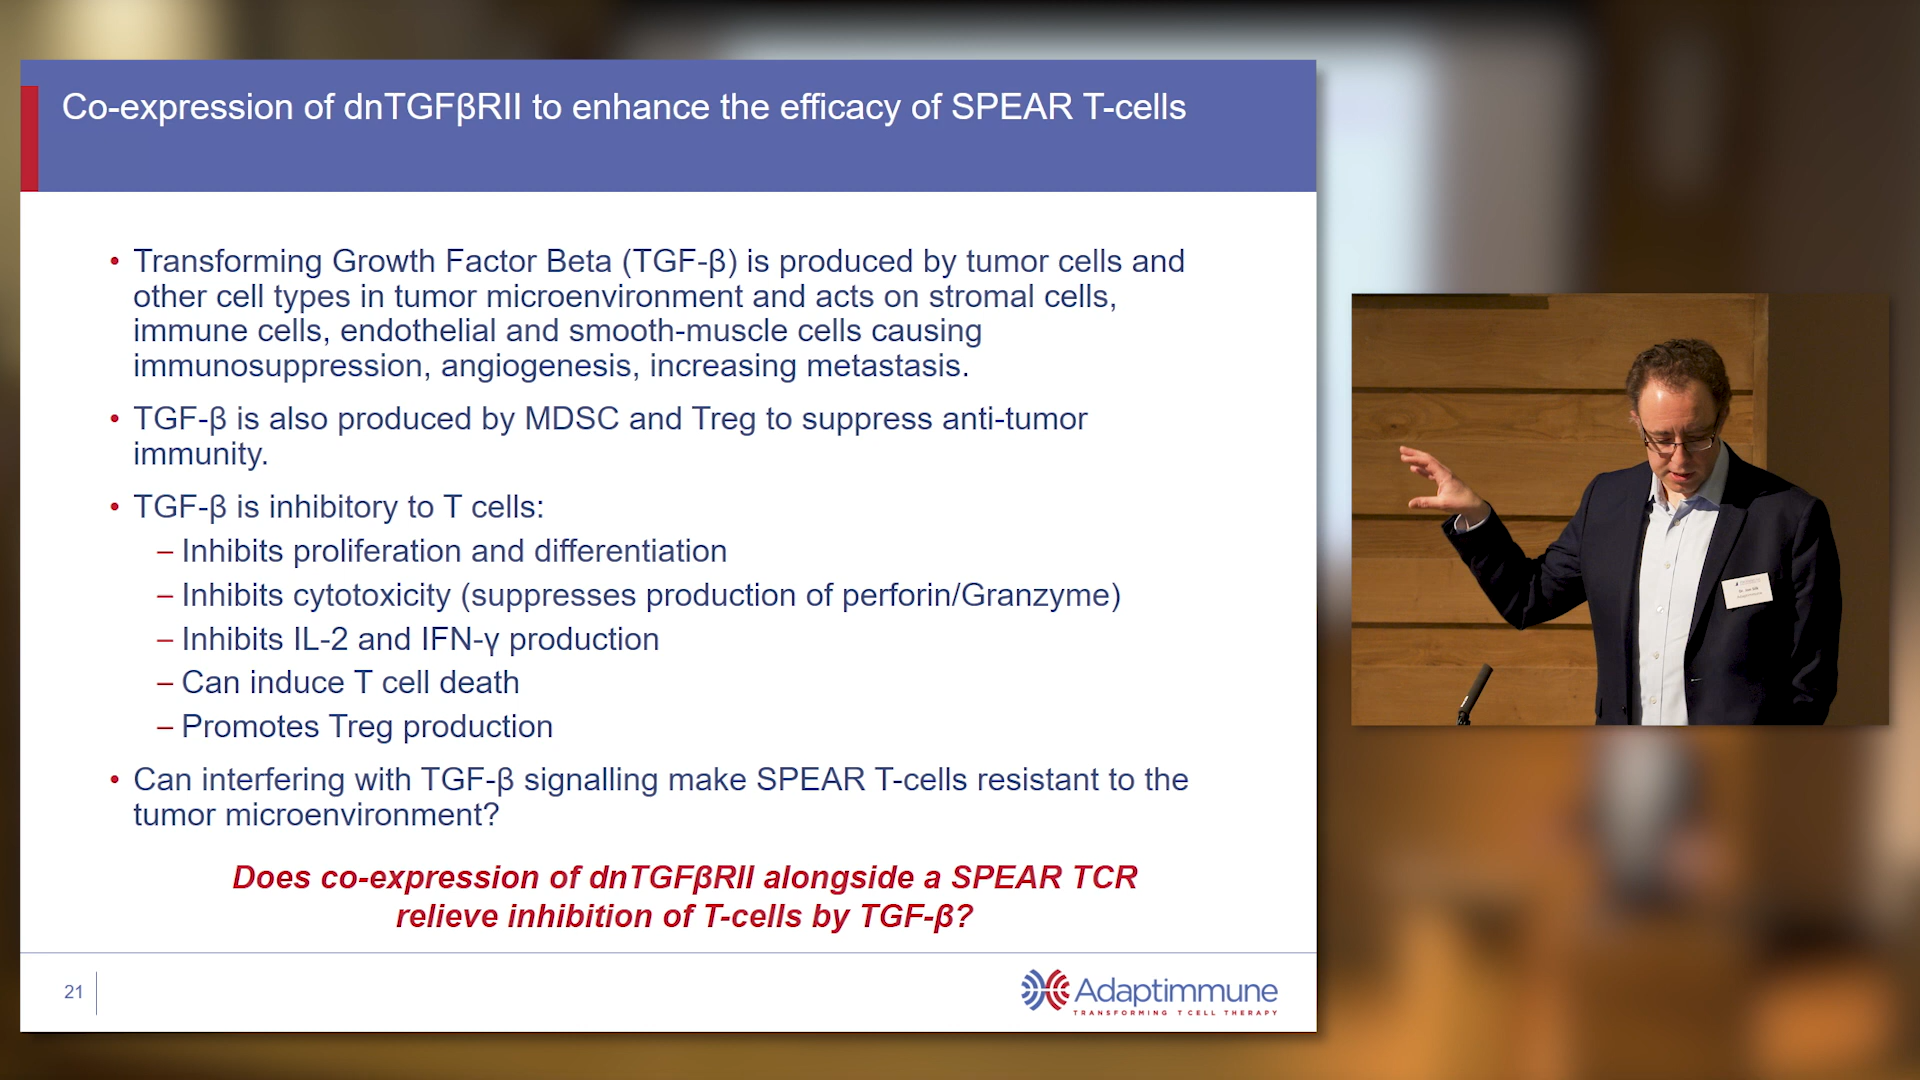 Co-expression of dnTGFβRII to enhance the efficacy of SPEAR T-cells
• Transforming Growth Factor Beta (TGF-β) is produced by tumor cells and
other cell types in tumor microenvironment and acts on stromal cells,
immune cells, endothelial and smooth-muscle cells causing
immunosuppression, angiogenesis, increasing metastasis.
• TGF-β is also produced by MDSC and Treg to suppress anti-tumor
immunity.
• TGF-β is inhibitory to T cells:
– Inhibits proliferation and differentiation
– Inhibits cytotoxicity (suppresses production of perforin/Granzyme)
– Inhibits IL-2 and IFN-γ production
– Can induce T cell death
– Promotes Treg production
• Can interfering with TGF-β signalling make SPEAR T-cells resistant to the
tumor microenvironment?
Does co-expression of dnTGFβRII alongside a SPEAR TCR
relieve inhibition of T-cells by TGF-β?
21
Adaptimmune
TRANSFORMING T CELL THERAPY